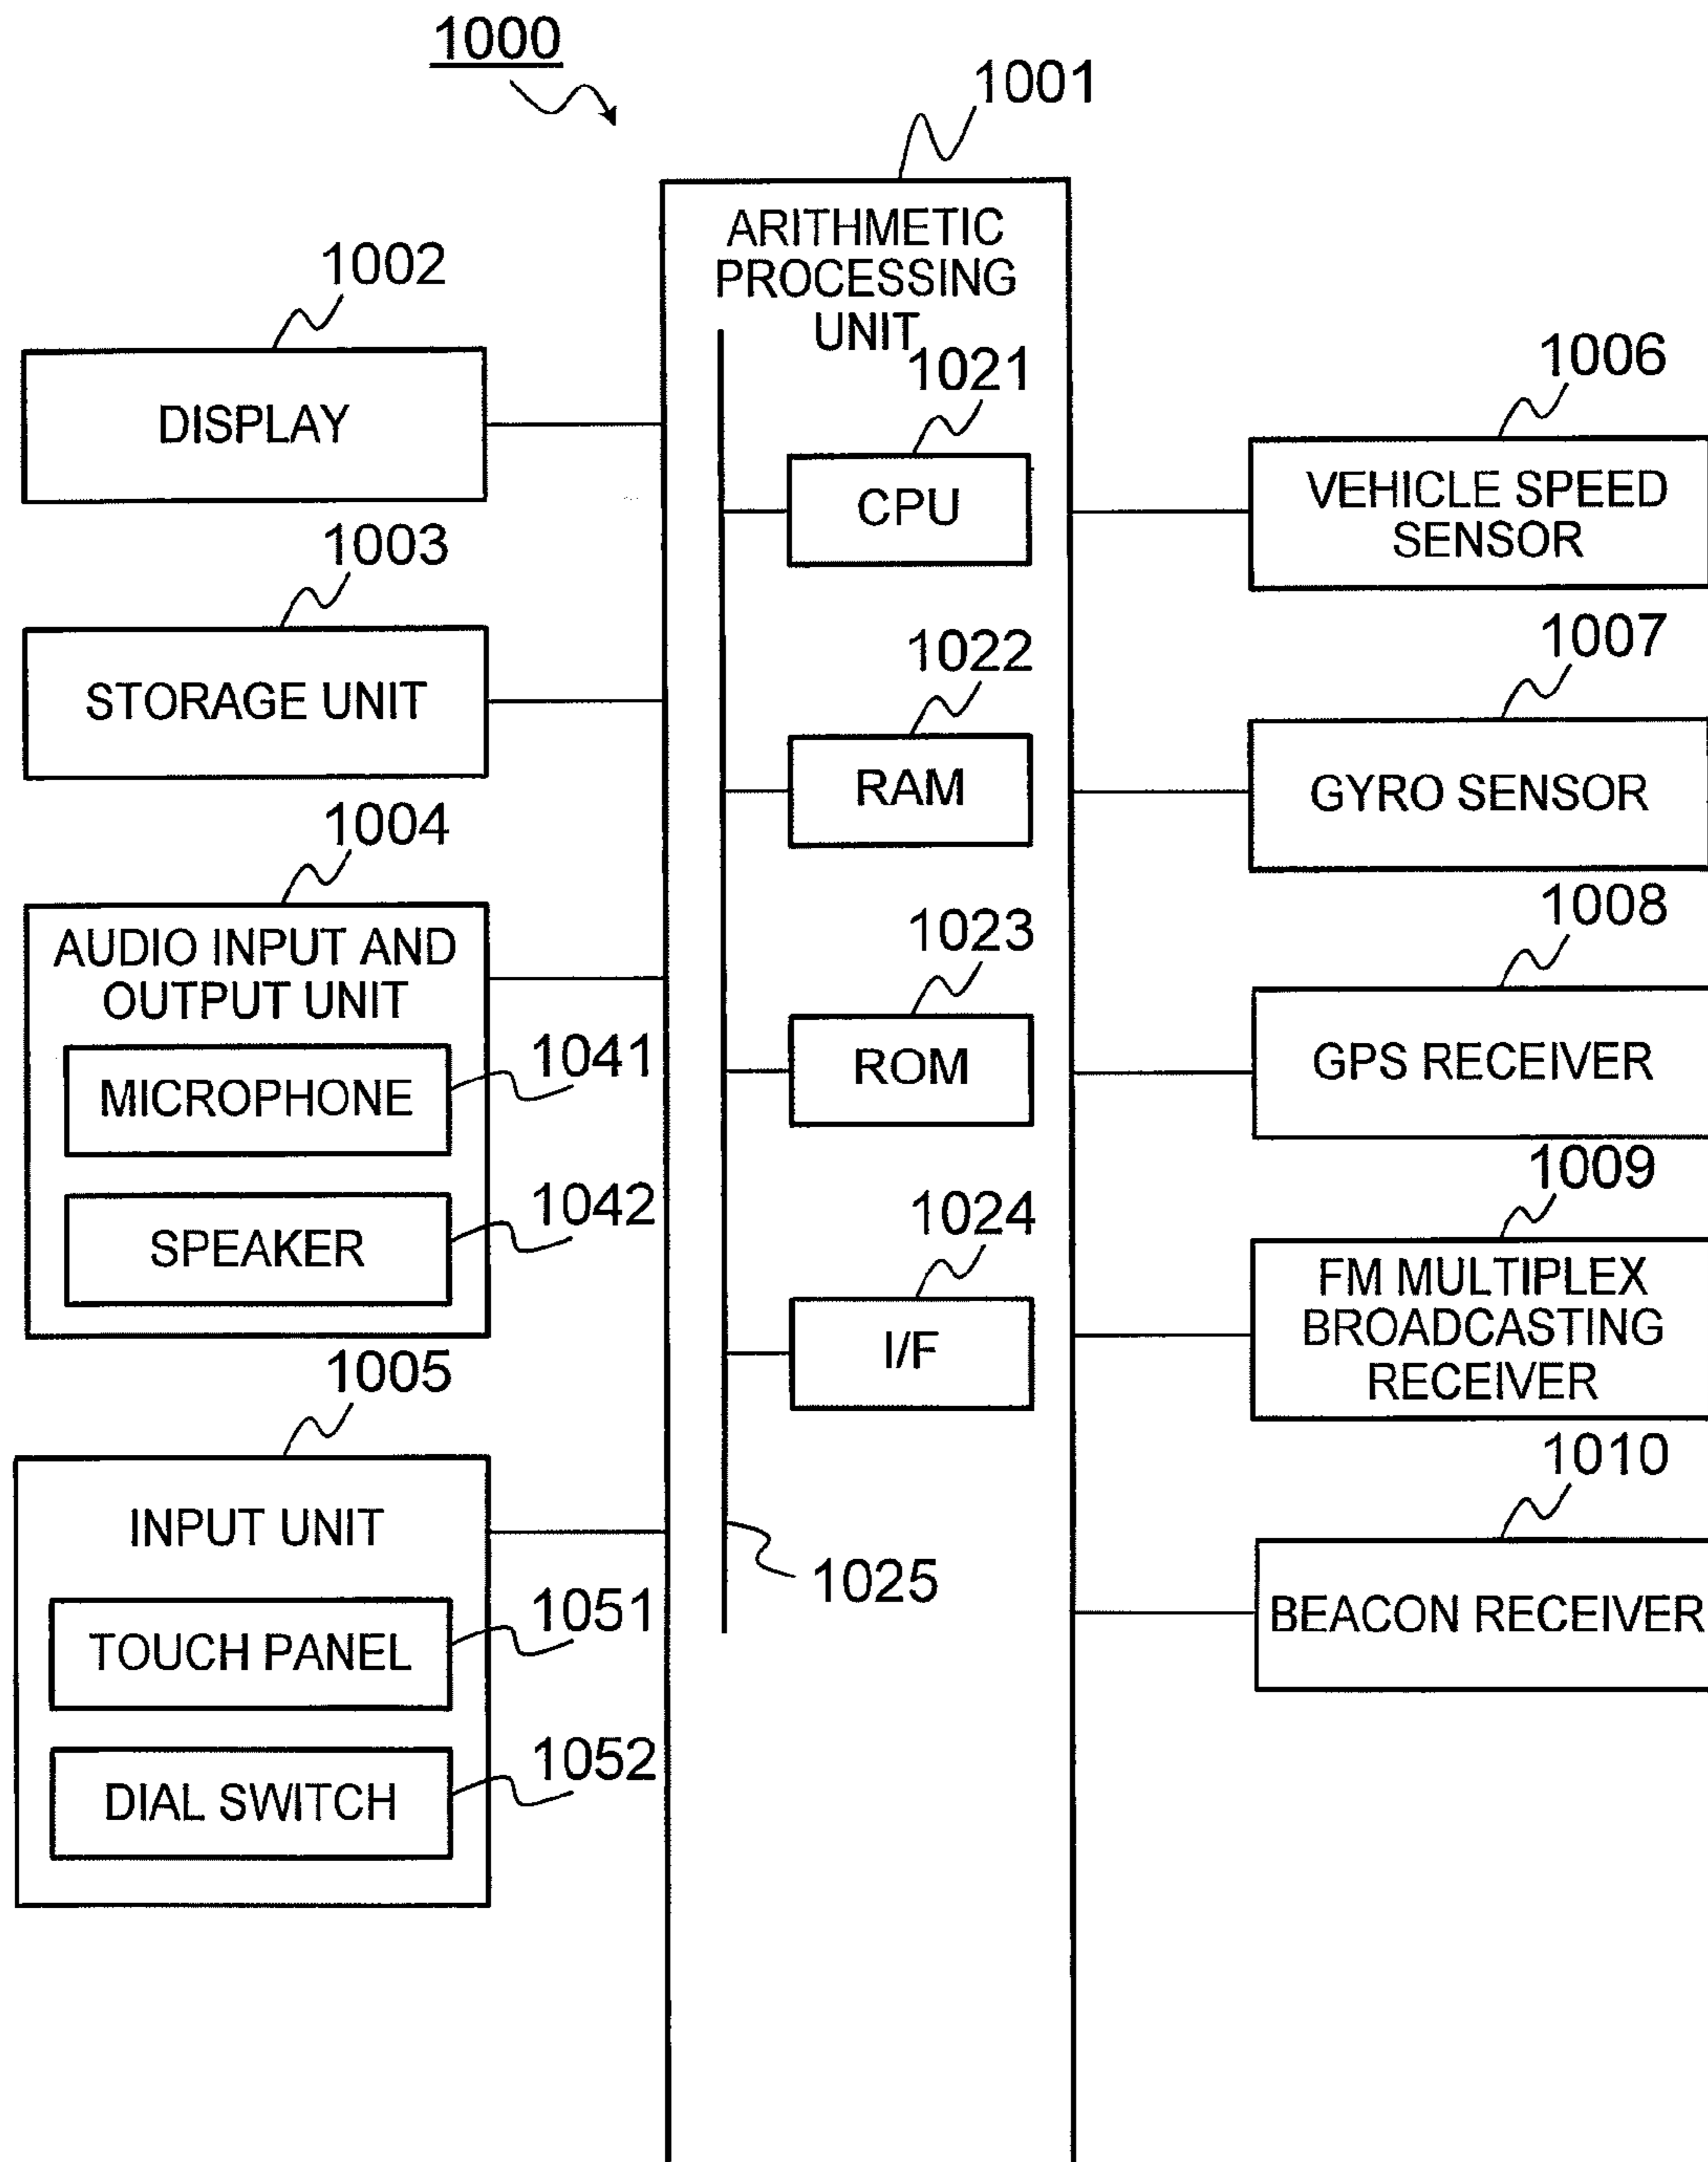 1000
1001
ARITHMETIC
PROCESSING
UNIT
1002
DISPLAY
1003
STORAGE UNIT
1004
AUDIO INPUT AND
OUTPUT UNIT
1041
MICROPHONE
1042
SPEAKER
1005
INPUT UNIT
1051
TOUCH PANEL
1052
DIAL SWITCH
1021
CPU
1022
RAM
1023
ROM
1024
I/F
1025
1006
VEHICLE SPEED
SENSOR
1007
GYRO SENSOR
1008
GPS RECEIVER
1009
FM MULTIPLEX
BROADCASTING
RECEIVER
1010
BEACON RECEIVER